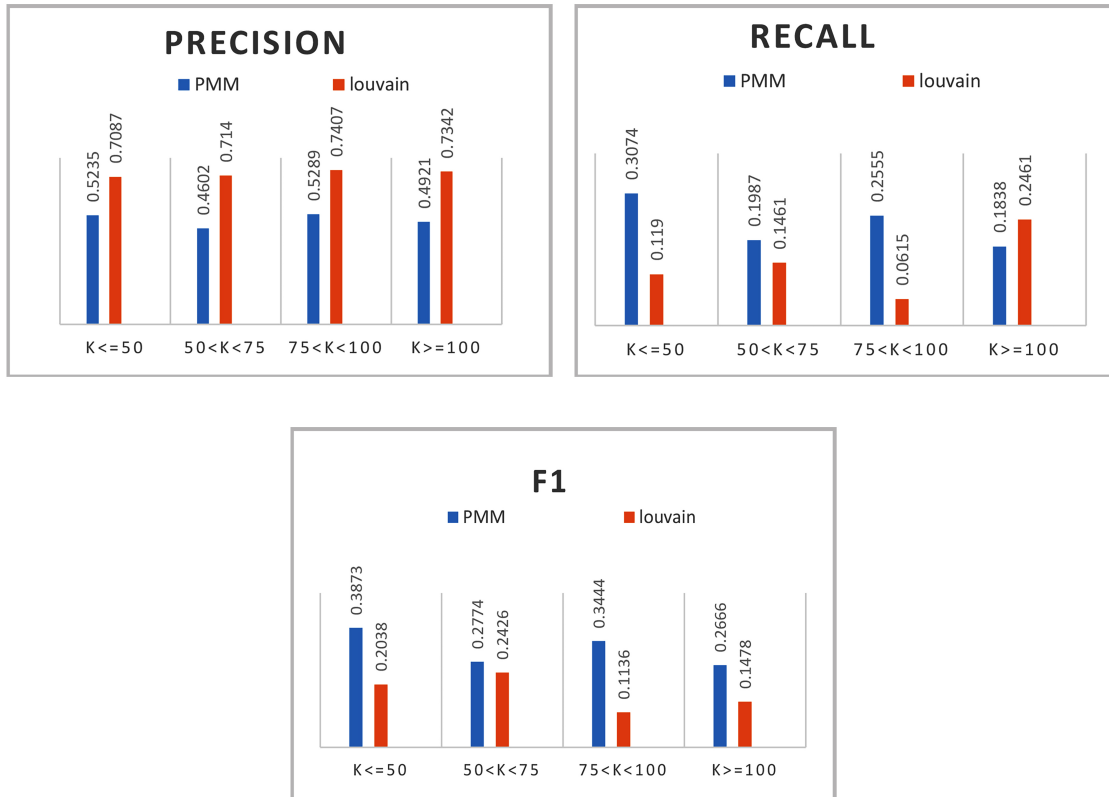 PRECISION
PMM louvain
0.5235 0.7087 0.4602 0.714 0.5289 0.7407 0.4921 0.7342
K<=50 50<K<75 75<K<100 K>=100
RECALL
PMM louvain
0.3074 0.119 0.1987 0.1461 0.2555 0.0615 0.1838 0.2461
K<=50 50<K<75 75<K<100 K>=100
F1
PMM louvain
0.3873 0.2038 0.2774 0.2426 0.3444 0.1136 0.2666 0.1478
K<=50 50<K<75 75<K<100 K>=100